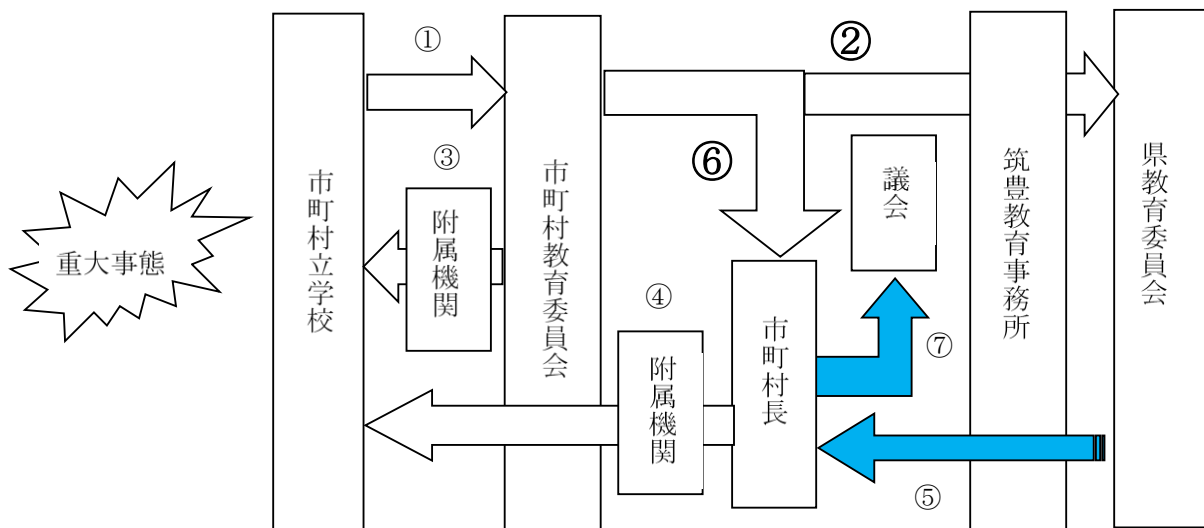 重大事態
市町村立学校
①
③
附属機関
市町村教育委員会
②
⑥
④
附属機関
市町村長
議会
⑦
⑤
筑豊教育事務所
県教育委員会